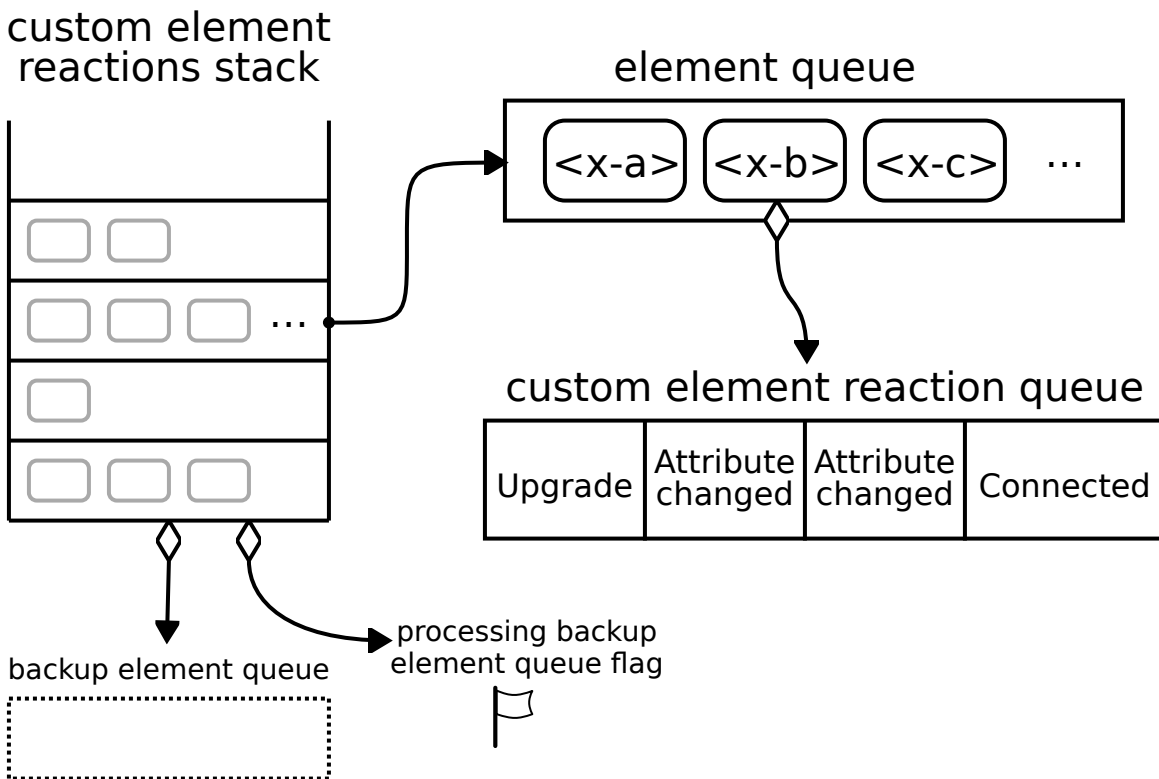 custom element
reactions stack
element queue
<x-a> <x-b> <x-c> ...
...
custom element reaction queue
Upgrade
Attribute
changed
Attribute
changed
Connected
processing backup
element queue flag
backup element queue